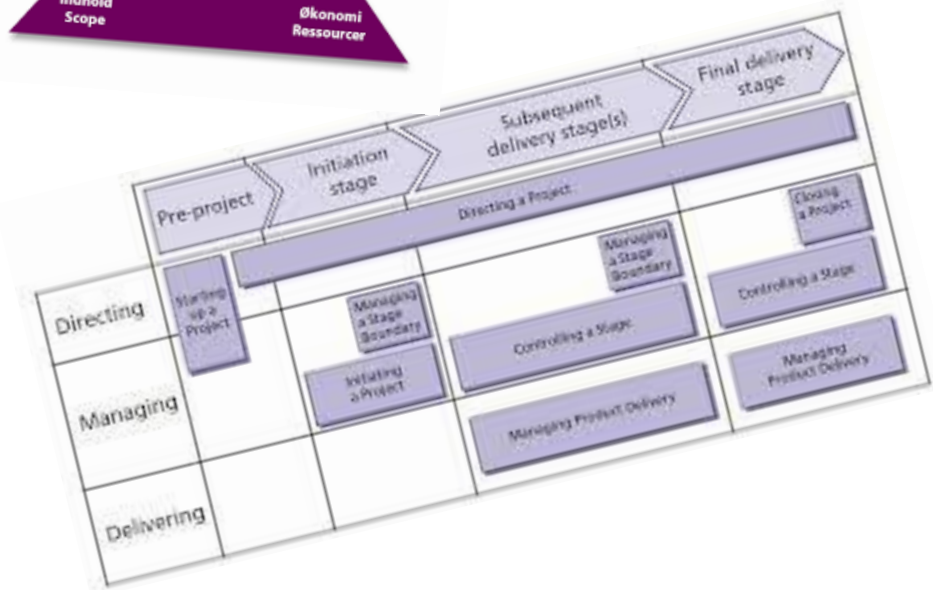 Scope
Økonomi
Ressourcer
Pre-project
Initiation
stage
Subsequent
delivery stage(s)
Final delivery
stage
Directing
Managing
Delivering
Directing a Project
Starting
up a
Project
Managing
a Stage
Boundary
Initiating
a Project
Managing
a Stage
Boundary
Controlling a Stage
Managing Product Delivery
Closing
a Project
Controlling a Stage
Managing
Product Delivery